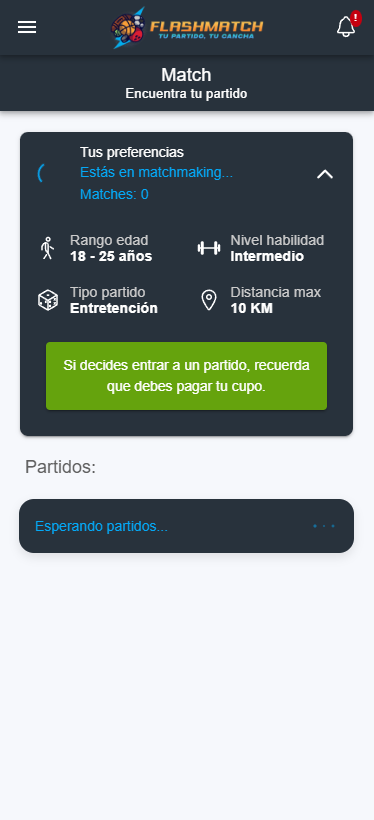 FLASHMATCH
TU PARTIDO, TU CANCHA
!
Match
Encuentra tu partido
Tus preferencias
Estás en matchmaking...
Matches: 0
Rango edad
18 - 25 años
Nivel habilidad
Intermedio
Tipo partido
Entretención
Distancia max
10 KM
Si decides entrar a un partido, recuerda
que debes pagar tu cupo.
Partidos:
Esperando partidos...